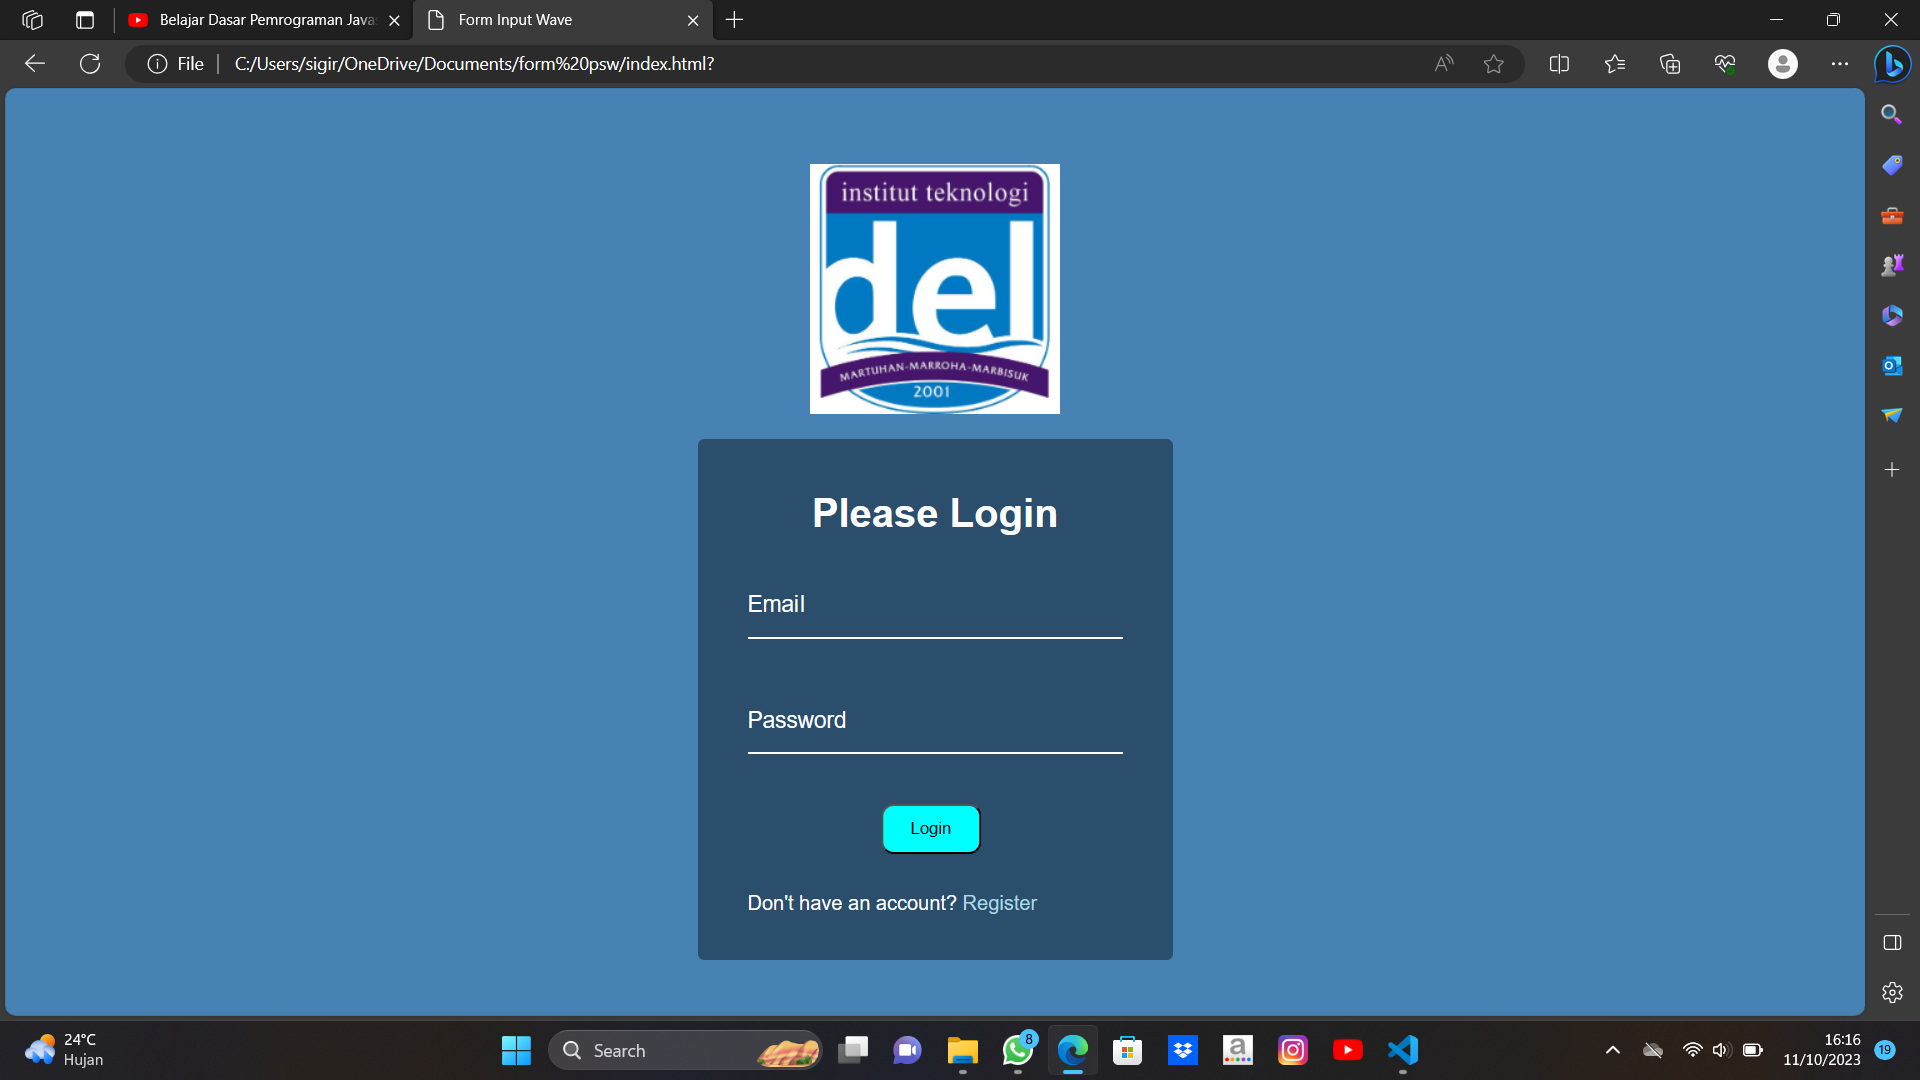 Belajar Dasar Pemrograman Javas
Form Input Wave
File
C:/Users/sigir/OneDrive/Documents/form%20psw/index.html?
institut teknologi
del
MARTUHAN-MARROHA-MARBISUK
2001
Please Login
Email
Password
Login
Don't have an account? Register
24°C
Hujan
Search
8
16:16
11/10/2023
19